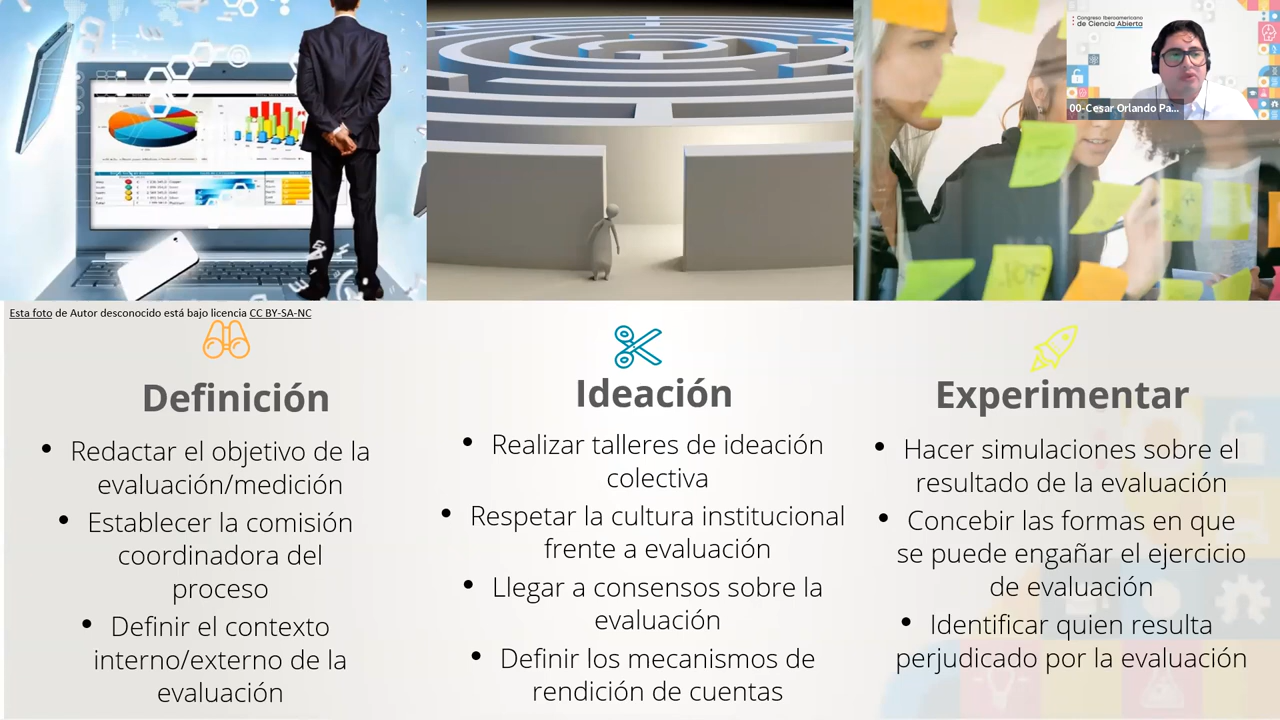 Congreso Iberoamericano
de Ciencia Abierta
00-Cesar Orlando Pa...
Esta foto de Autor desconocido está bajo licencia CC BY-SA-NC
Definición
• Redactar el objetivo de la
evaluación/medición
• Establecer la comisión
coordinadora del
proceso
• Definir el contexto
interno/externo de la
evaluación
Ideación
• Realizar talleres de ideación
colectiva
• Respetar la cultura institucional
frente a evaluación
• Llegar a consensos sobre la
evaluación
• Definir los mecanismos de
rendición de cuentas
Experimentar
• Hacer simulaciones sobre el
resultado de la evaluación
• Concebir las formas en que
se puede engañar el ejercicio
de evaluación
• Identificar quien resulta
perjudicado por la evaluación